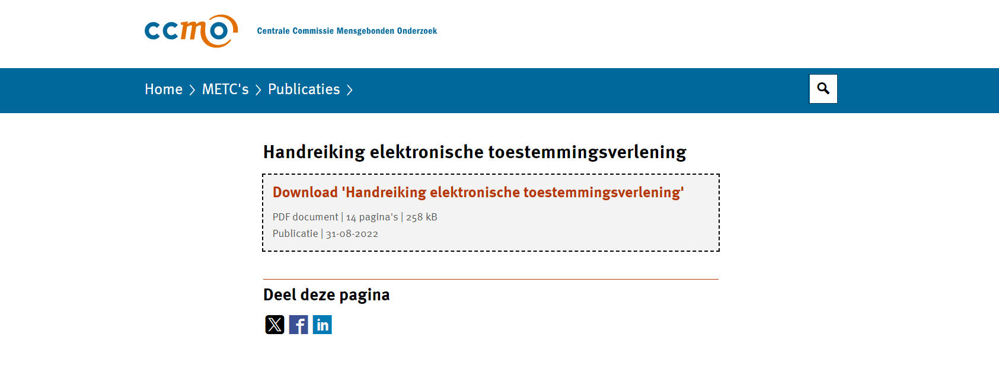 ccmo
Centrale Commissie Mensgebonden Onderzoek
Home > METC's > Publicaties >
Handreiking elektronische toestemmingsverlening
Download 'Handreiking elektronische toestemmingsverlening'
PDF document | 14 pagina's | 258 kB
Publicatie | 31-08-2022
Deel deze pagina
X f in